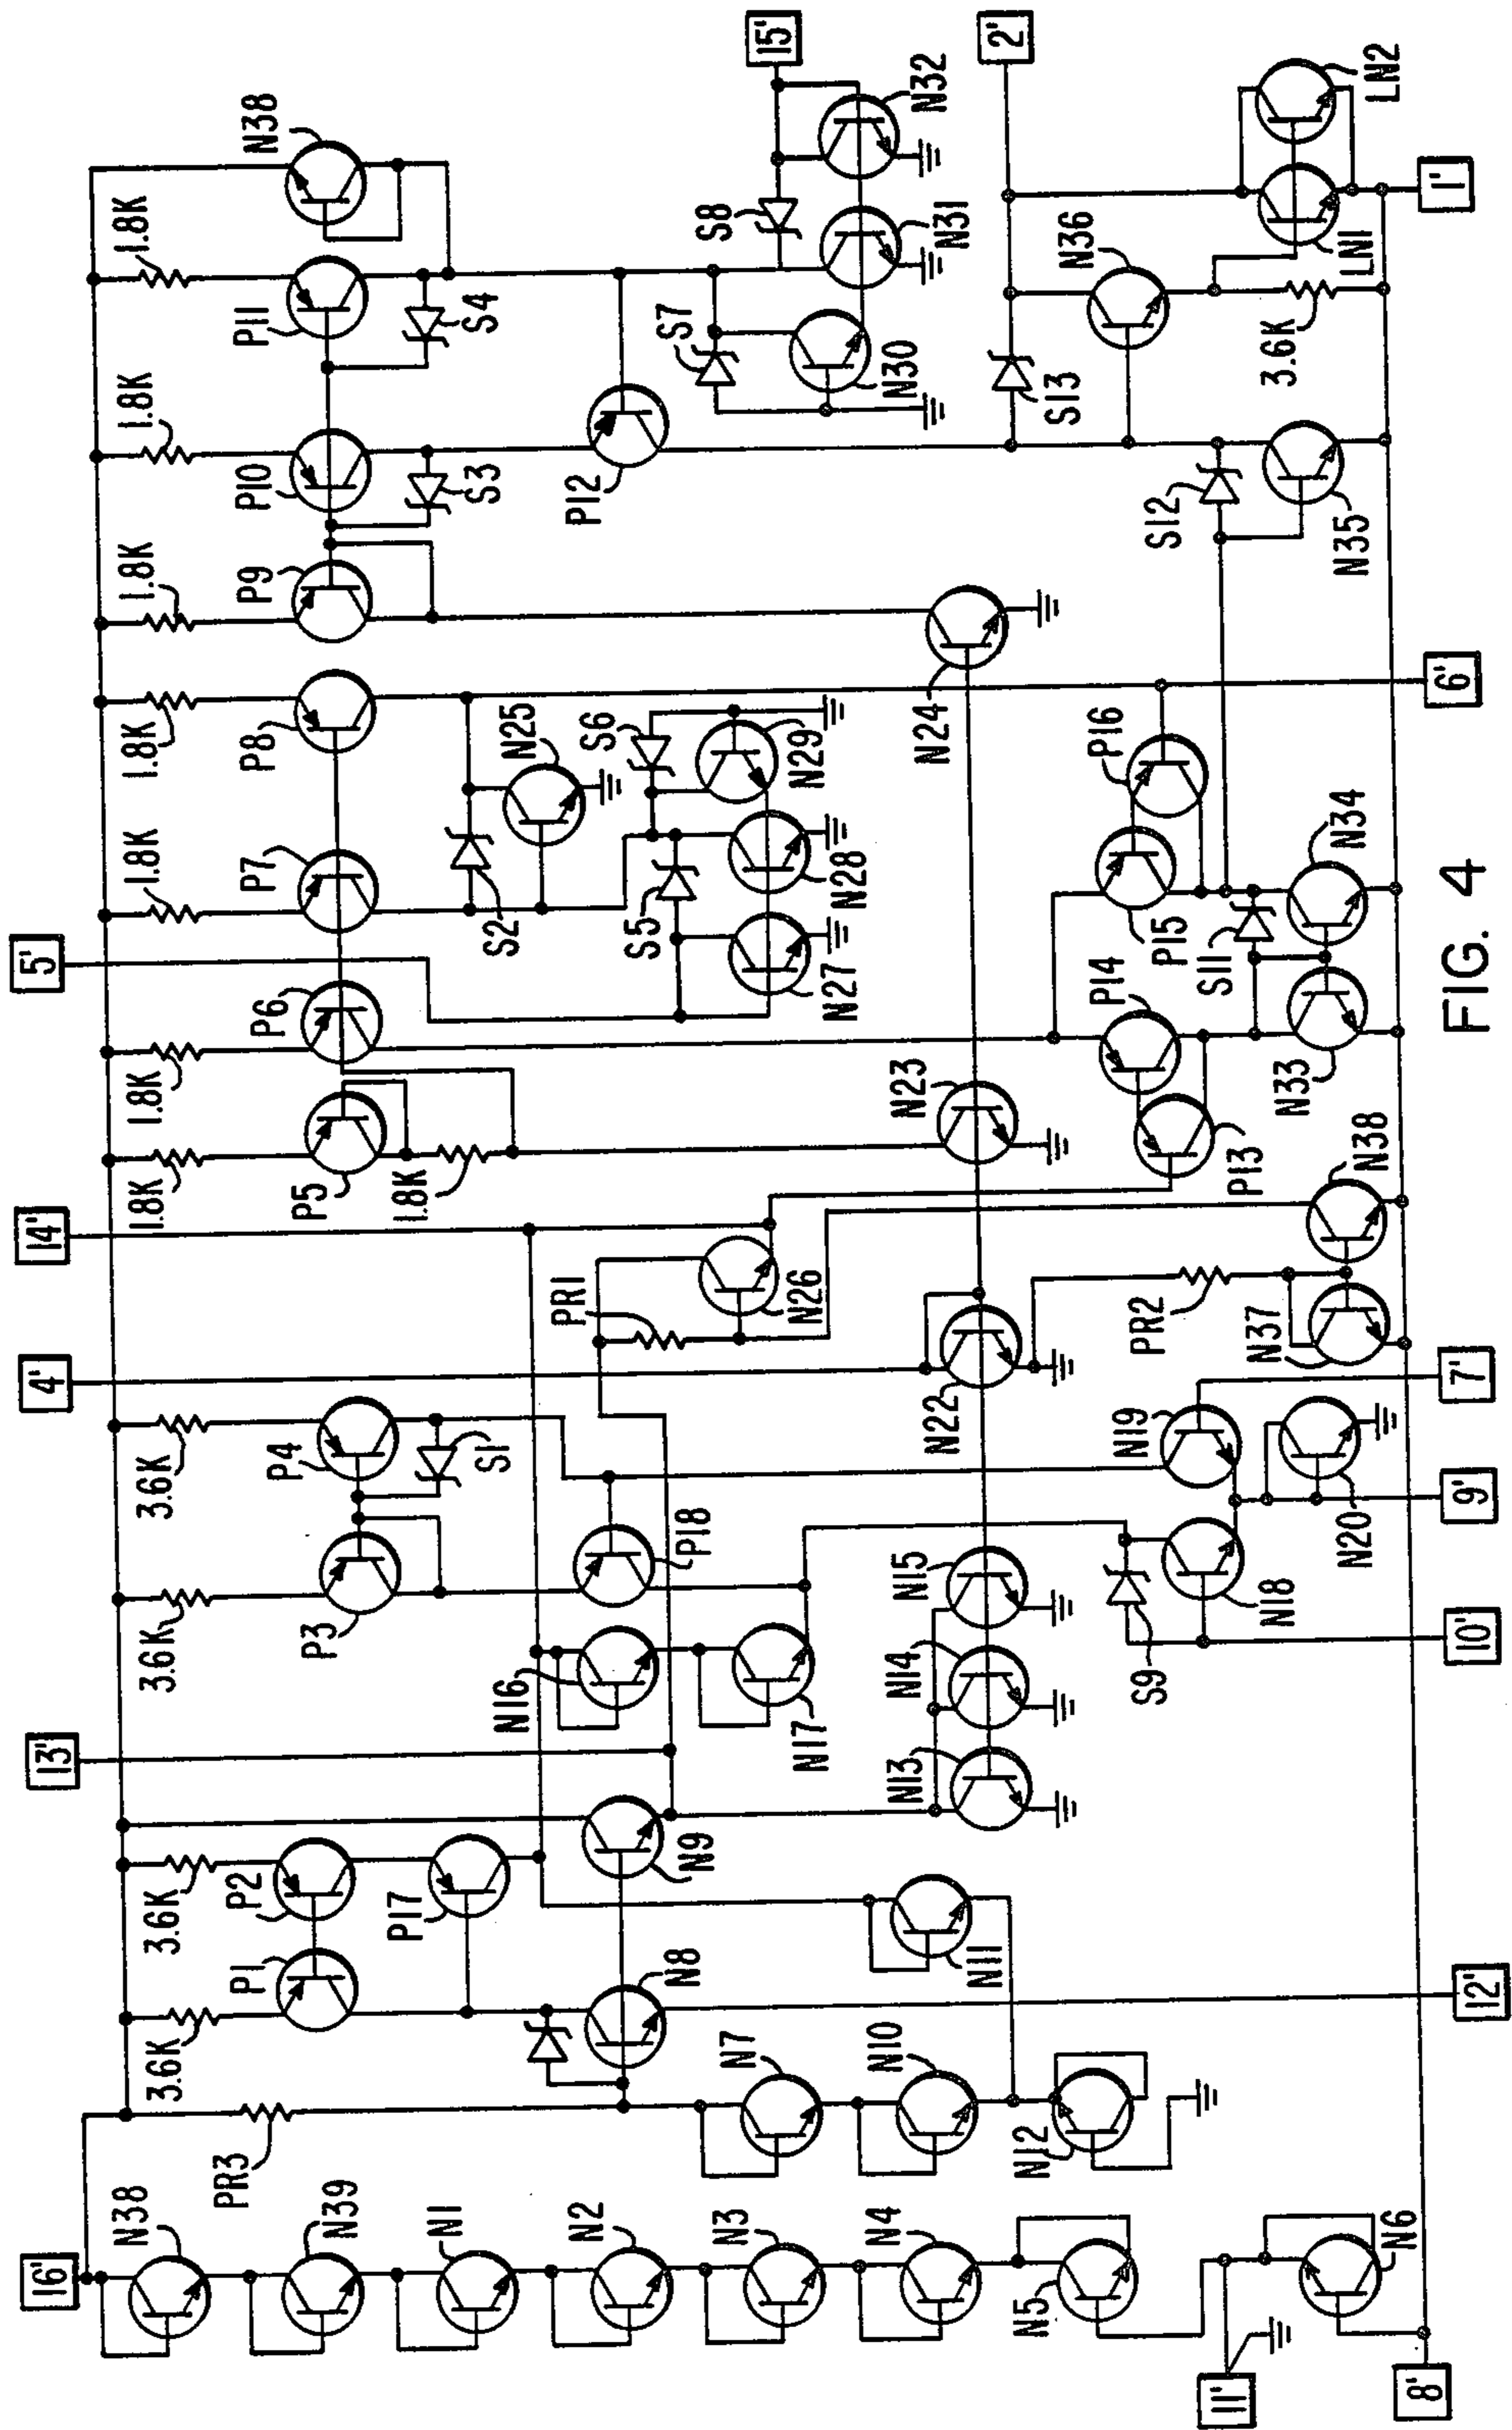 16'
11'
8'
N38
N39
N1
N2
N3
N4
N5
N6
PR3
3.6K
P1
3.6K
P2
P17
N8
N9
N7
N10
N11
N12
12'
13'
3.6K
P3
3.6K
P4
S1
P18
N16
N17
N13
N14
N15
S9
N18
N19
N20
10'
9'
7'
4'
14'
PR1
N26
N22
PR2
N37
N38
5'
1.8K
P5
1.8K
1.8K
P6
1.8K
P7
1.8K
P8
S2
N25
S5
S6
N27
N28
N29
N23
N24
P13
P14
P15
P16
S11
N33
N34
6'
1.8K
P9
1.8K
P10
1.8K
P11
N38
S3
S4
P12
S7
S8
N30
N31
N32
15'
2'
S13
S12
N35
N36
3.6K
LN1
LN2
1'
FIG. 4